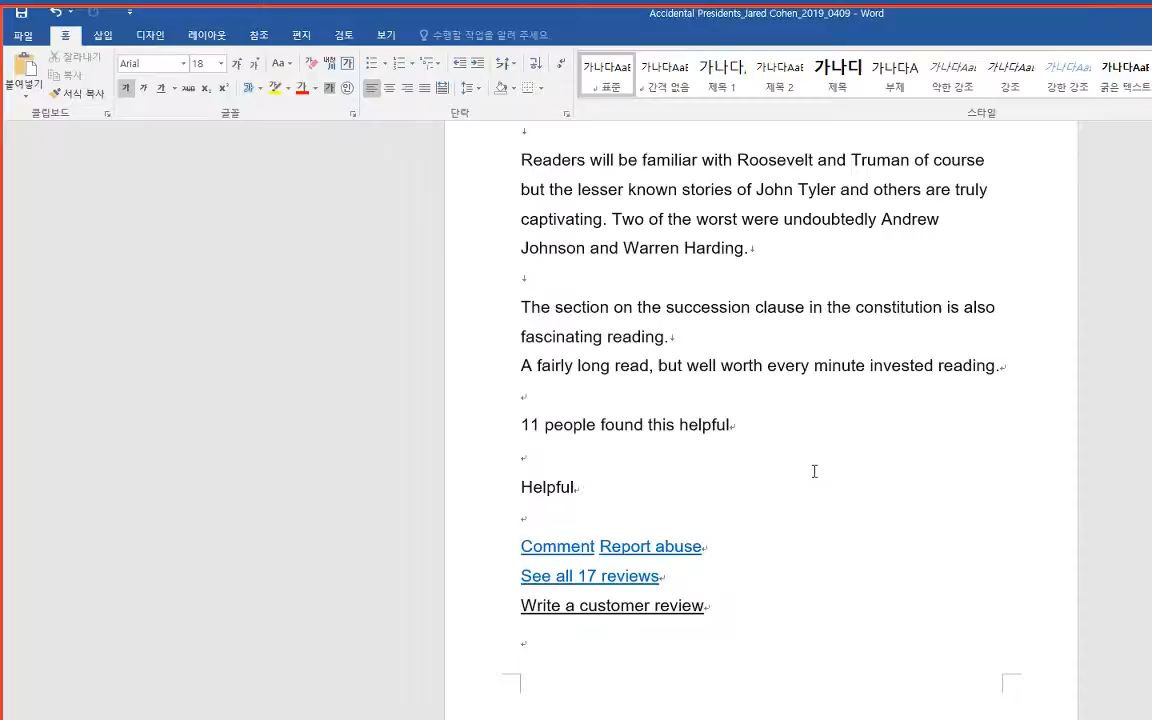 Accidental Presidents_Jared Cohen_2019_0409 - Word
파일 홈 삽입 디자인 레이아웃 참조 편지 검토 보기 수행할 작업을 알려 주세요.
잘라내기
복사
서식 복사
붙여넣기
Arial 18
가나다AaB 가나다AaB 가나다, 가나다AaB 가나디 가나다A 가나다AaB 가나다AaB 가나다AaB 가나다AaB
표준 간격 없음 제목 1 제목 2 제목 부제 약한 강조 강조 강한 강조 굵은 텍스트
클립보드 글꼴 단락 스타일
Readers will be familiar with Roosevelt and Truman of course
but the lesser known stories of John Tyler and others are truly
captivating. Two of the worst were undoubtedly Andrew
Johnson and Warren Harding.
The section on the succession clause in the constitution is also
fascinating reading.
A fairly long read, but well worth every minute invested reading.
11 people found this helpful
Helpful
Comment Report abuse
See all 17 reviews
Write a customer review